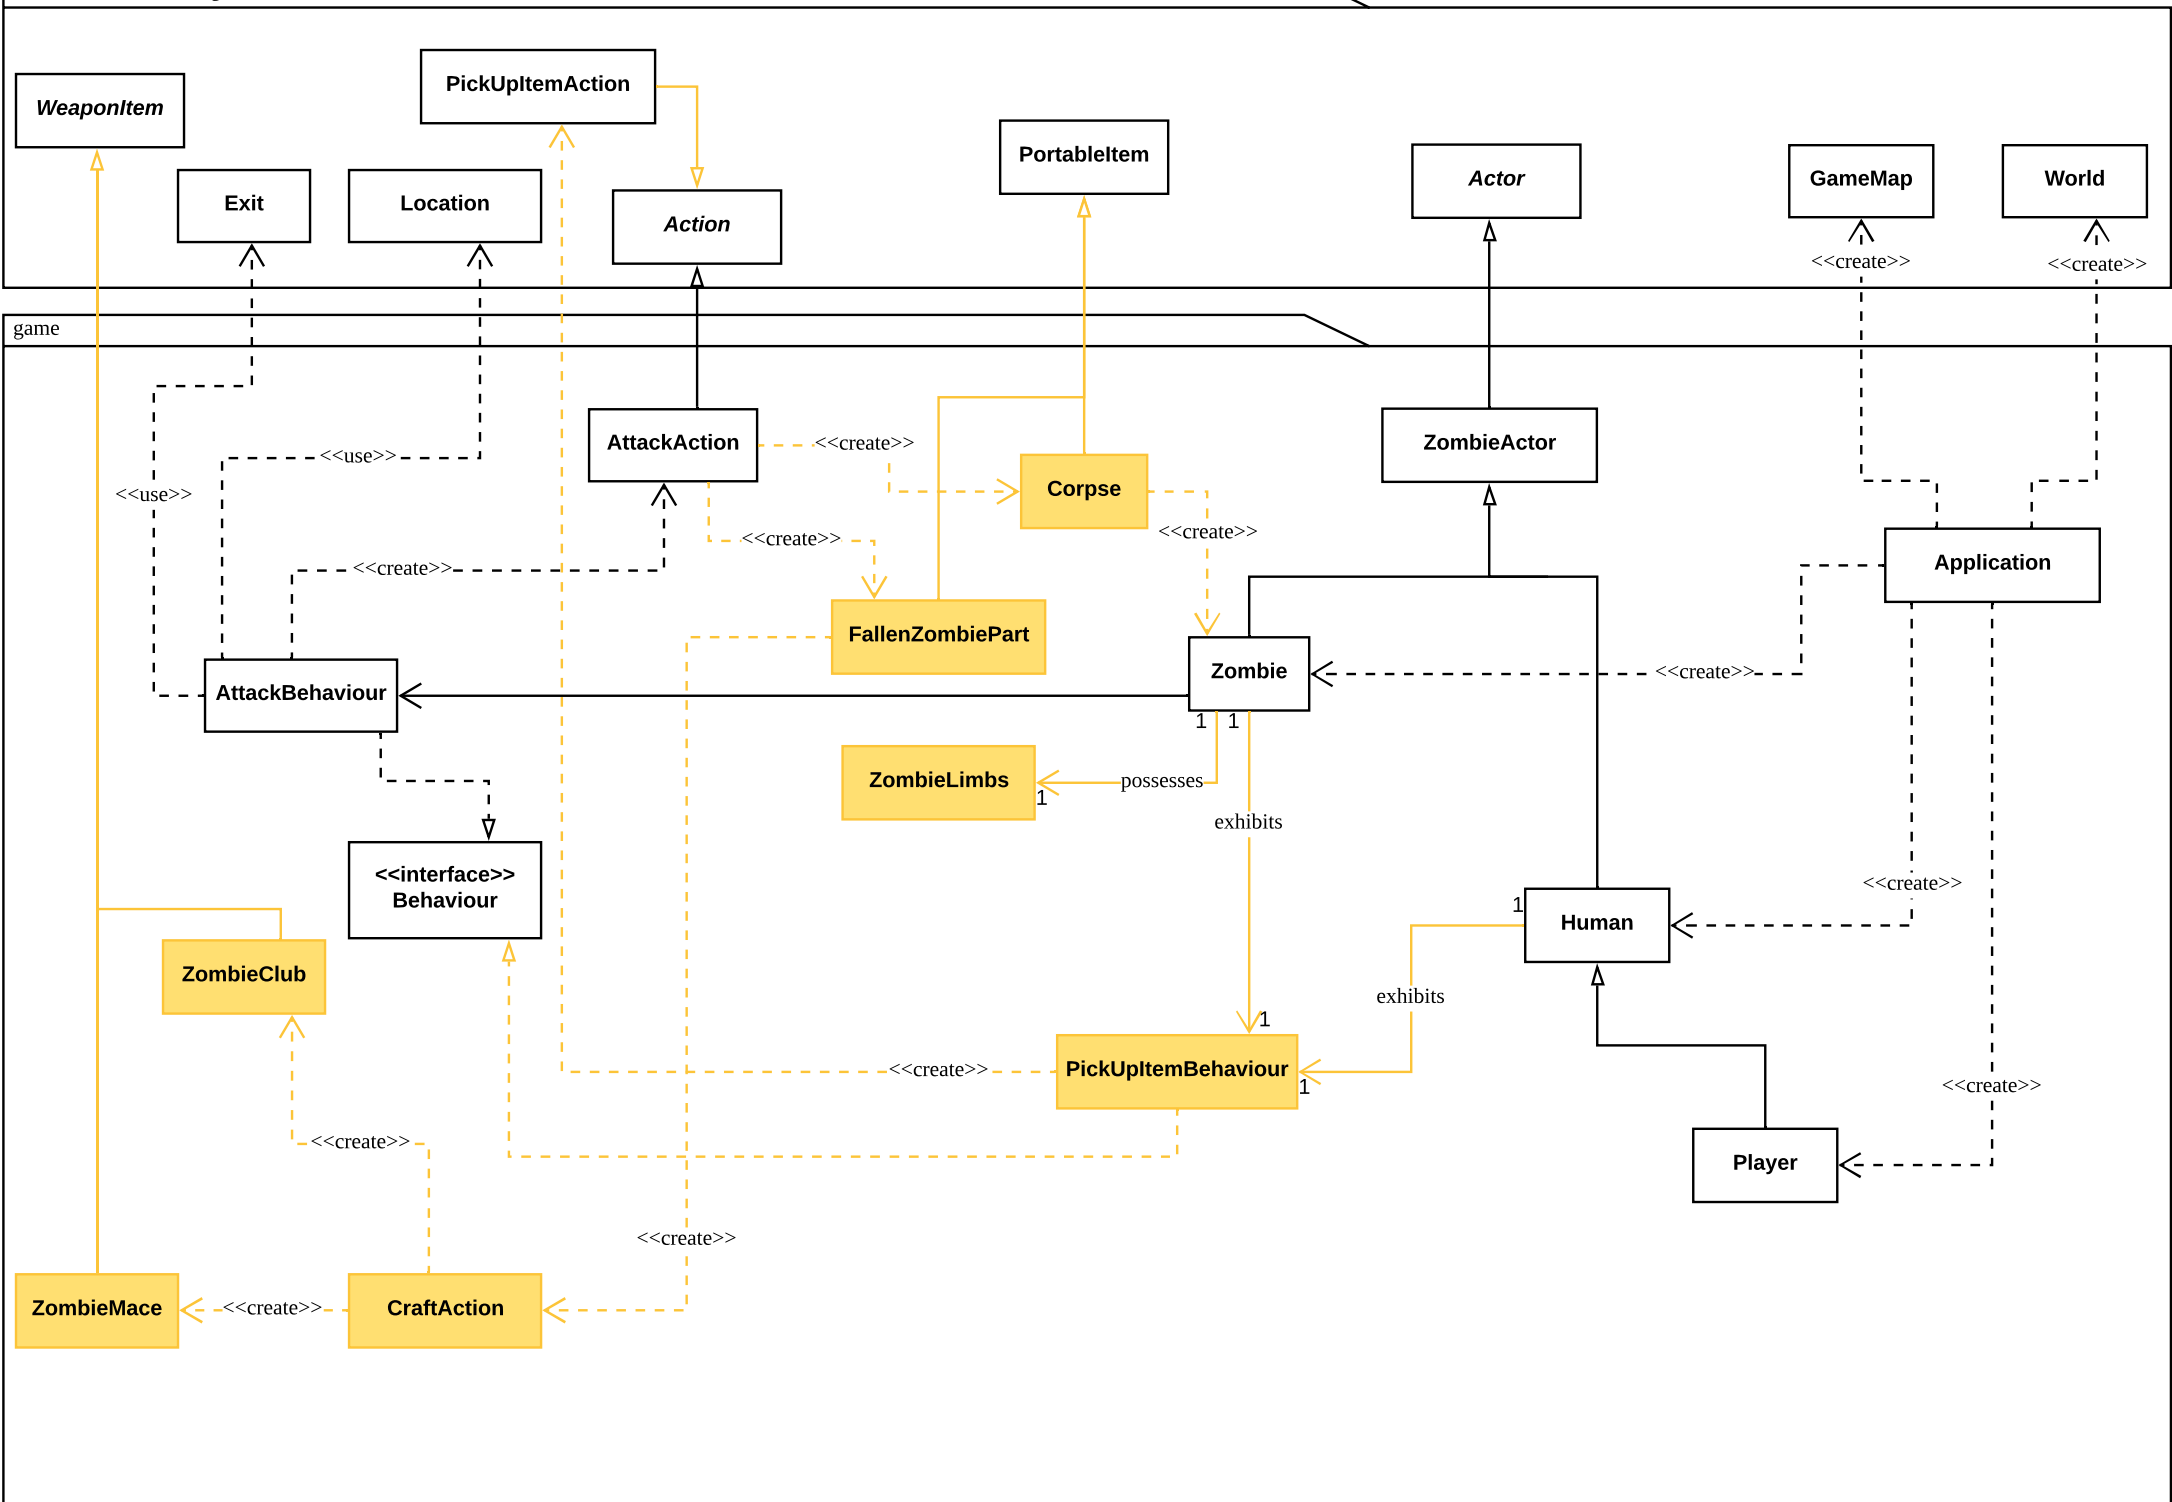 PickUpItemAction
WeaponItem
PortableItem
Actor
GameMap
World
Exit
Location
Action
<<create>>
<<create>>
game
AttackAction
<<create>>
ZombieActor
<<use>>
<<use>>
Corpse
<<create>>
<<create>>
<<create>>
Application
FallenZombiePart
Zombie
<<create>>
AttackBehaviour
1
1
ZombieLimbs
possesses
1
exhibits
<<interface>>
Behaviour
<<create>>
1
Human
ZombieClub
exhibits
1
PickUpItemBehaviour
<<create>>
1
<<create>>
<<create>>
Player
<<create>>
ZombieMace
<<create>>
CraftAction